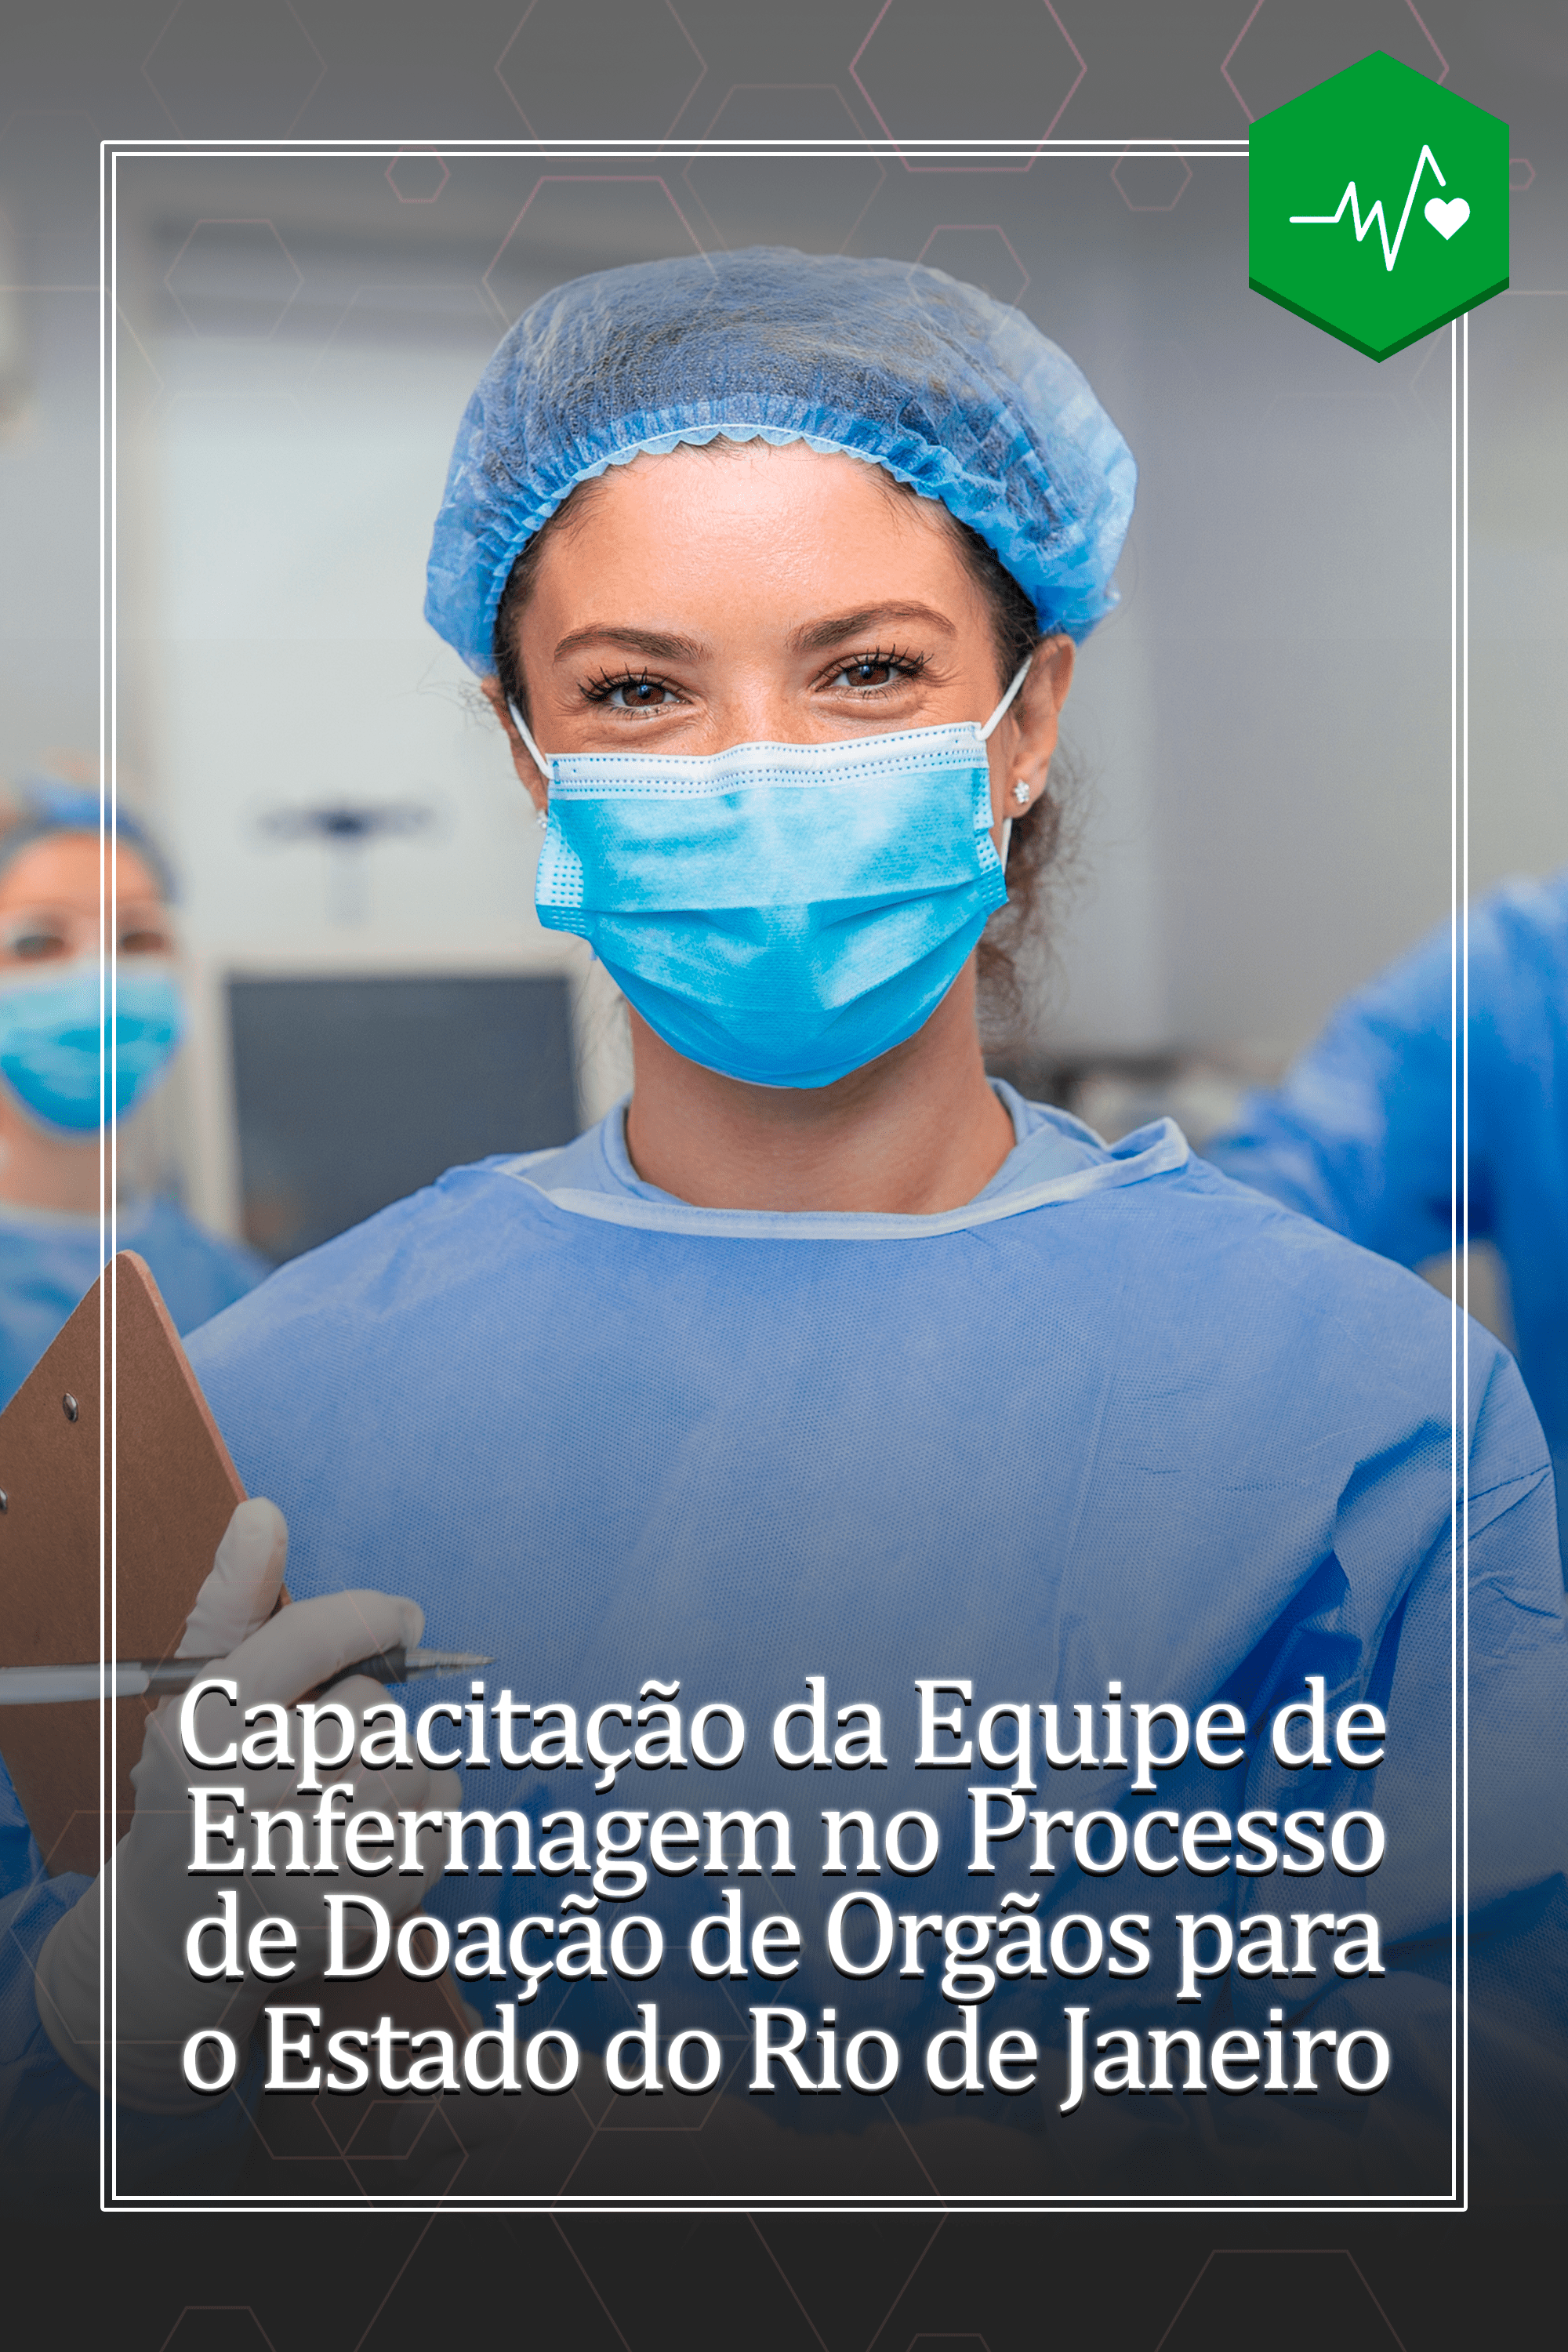 Capacitação da Equipe de
Enfermagem no Processo
de Doação de Orgãos para
o Estado do Rio de Janeiro